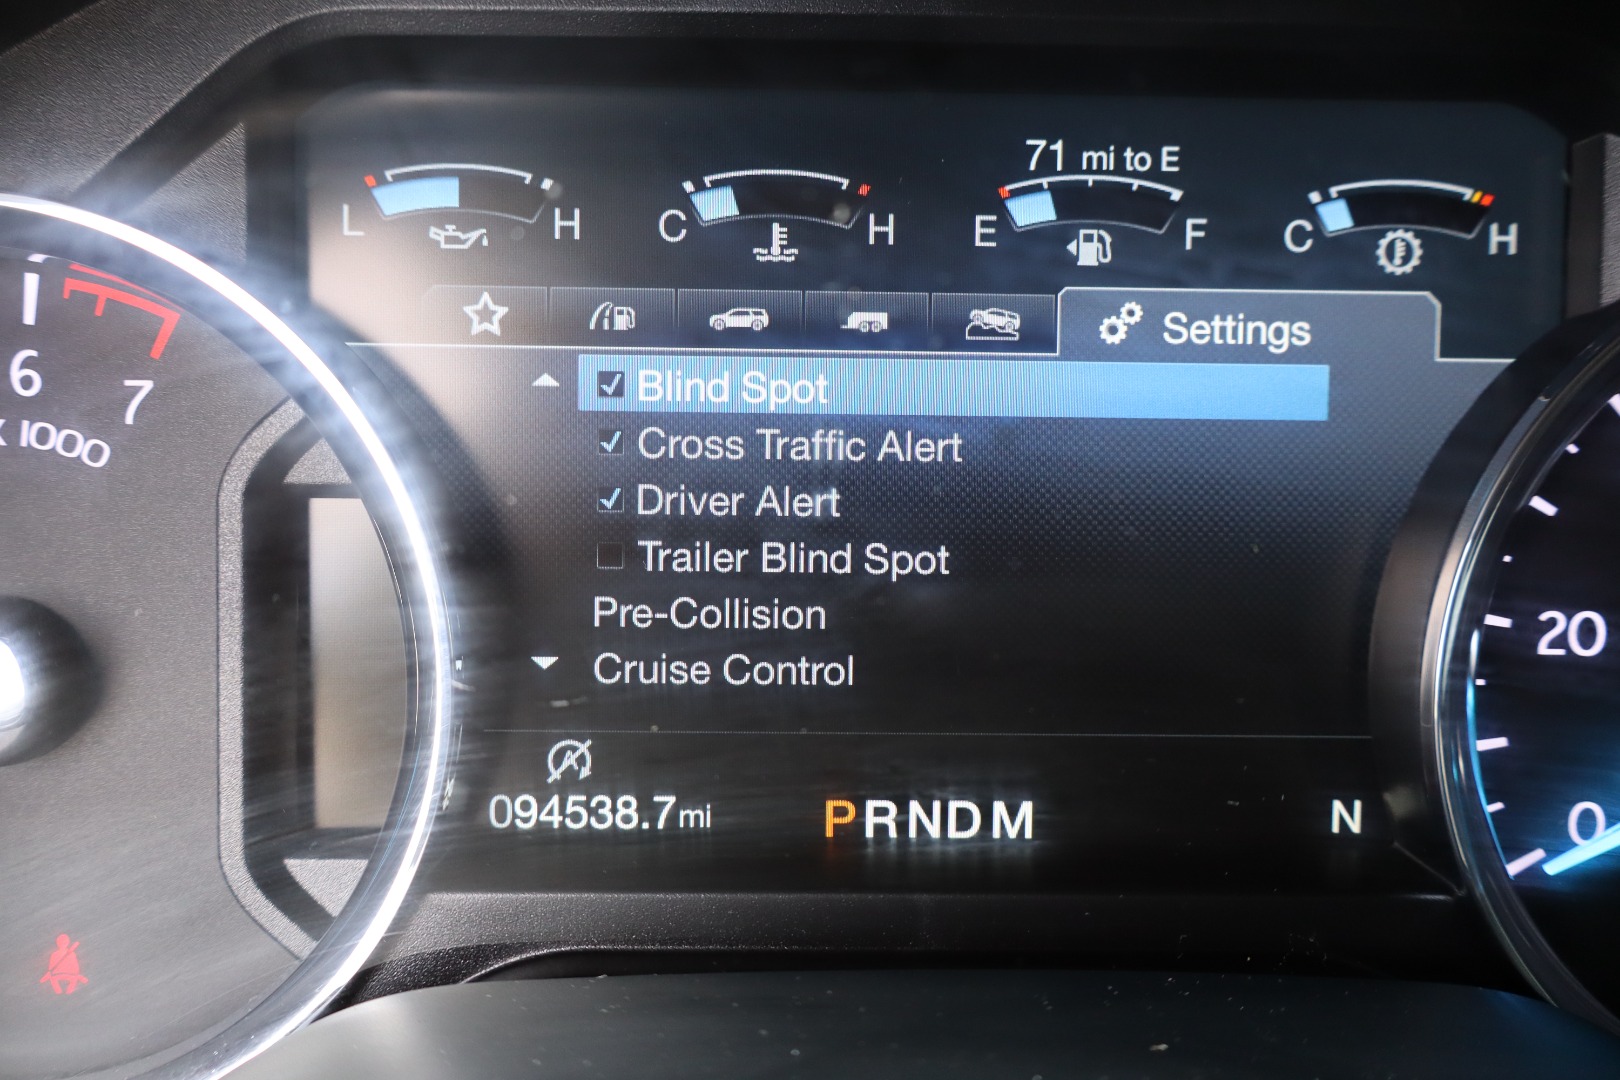 71 mi to E
L H C H E F C H
Settings
Blind Spot
Cross Traffic Alert
Driver Alert
Trailer Blind Spot
Pre-Collision
Cruise Control
094538.7mi
PRNDM
N
6 7
x 1000
20
0